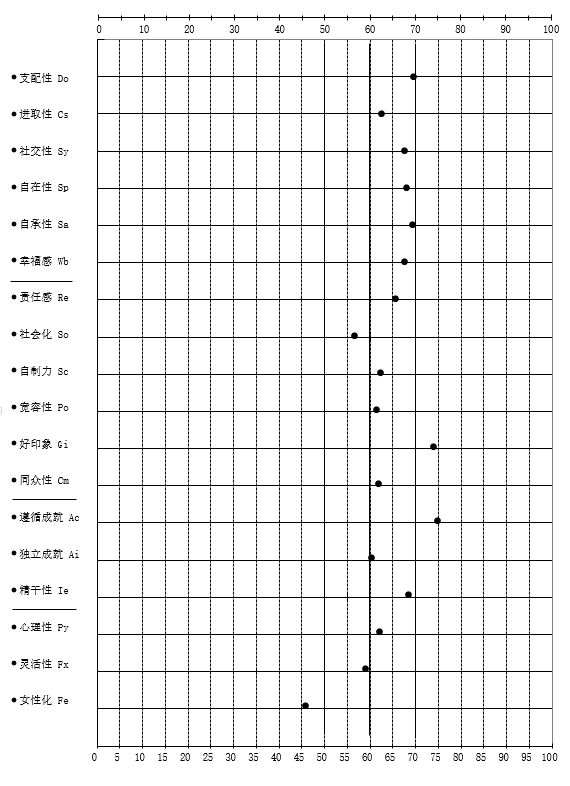 0 10 20 30 40 50 60 70 80 90 100
支配性 Do
进取性 Cs
社交性 Sy
自在性 Sp
自承性 Sa
幸福感 Wb
责任感 Re
社会化 So
自制力 Sc
宽容性 Po
好印象 Gi
同众性 Cm
遵循成就 Ac
独立成就 Ai
精干性 Ie
心理性 Py
灵活性 Fx
女性化 Fe
0 5 10 15 20 25 30 35 40 45 50 55 60 65 70 75 80 85 90 95 100